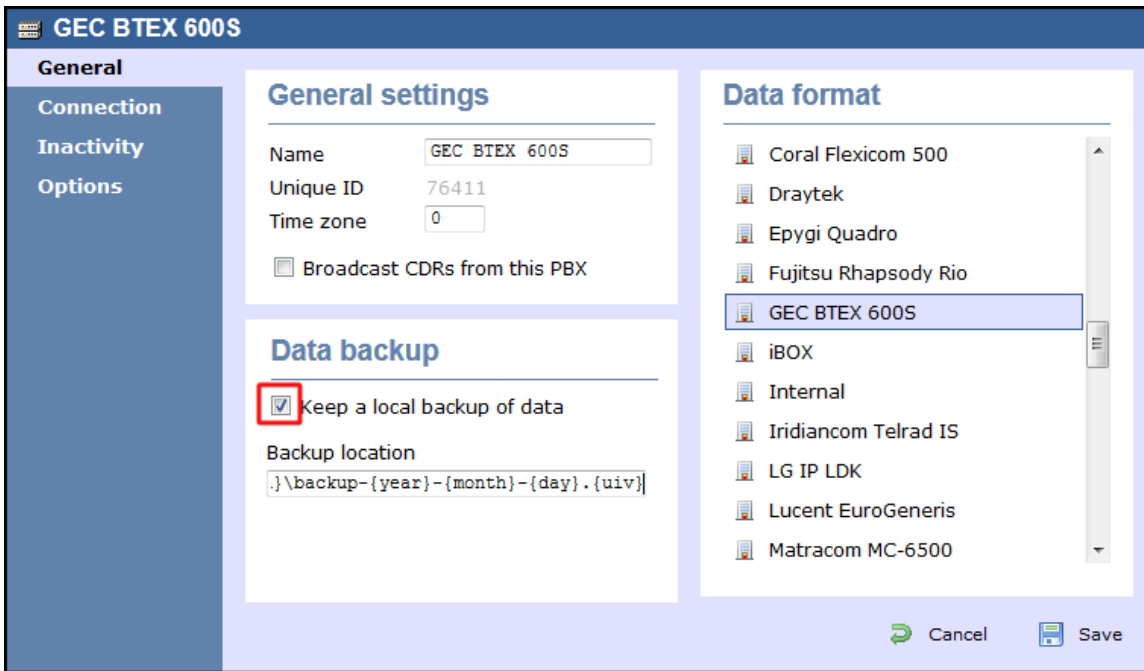 GEC BTEX 600S
General
Connection
Inactivity
Options
General settings
Name GEC BTEX 600S
Unique ID 76411
Time zone 0
Broadcast CDRs from this PBX
Data backup
Keep a local backup of data
Backup location
.}\backup-{year}-{month}-{day}.{uiv}
Data format
Coral Flexicom 500
Draytek
Epygi Quadro
Fujitsu Rhapsody Rio
GEC BTEX 600S
iBOX
Internal
Iridiancom Telrad IS
LG IP LDK
Lucent EuroGeneris
Matracom MC-6500
Cancel Save